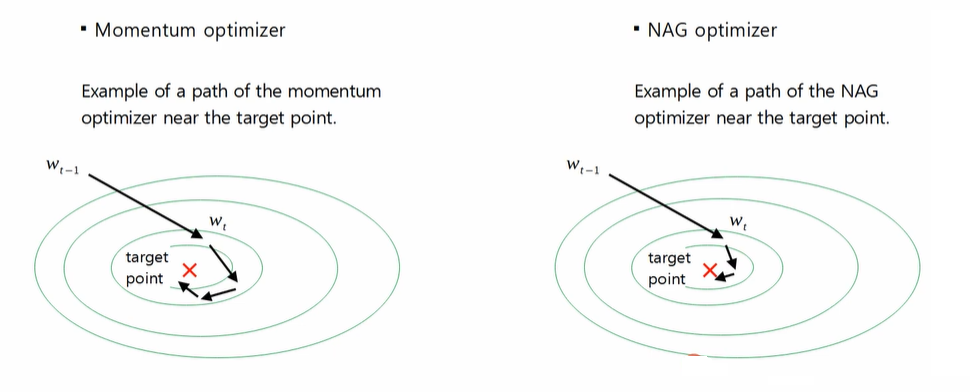 ▪ Momentum optimizer
Example of a path of the momentum
optimizer near the target point.
w_{t−1}
w_t
target
point
▪ NAG optimizer
Example of a path of the NAG
optimizer near the target point.
w_{t−1}
w_t
target
point